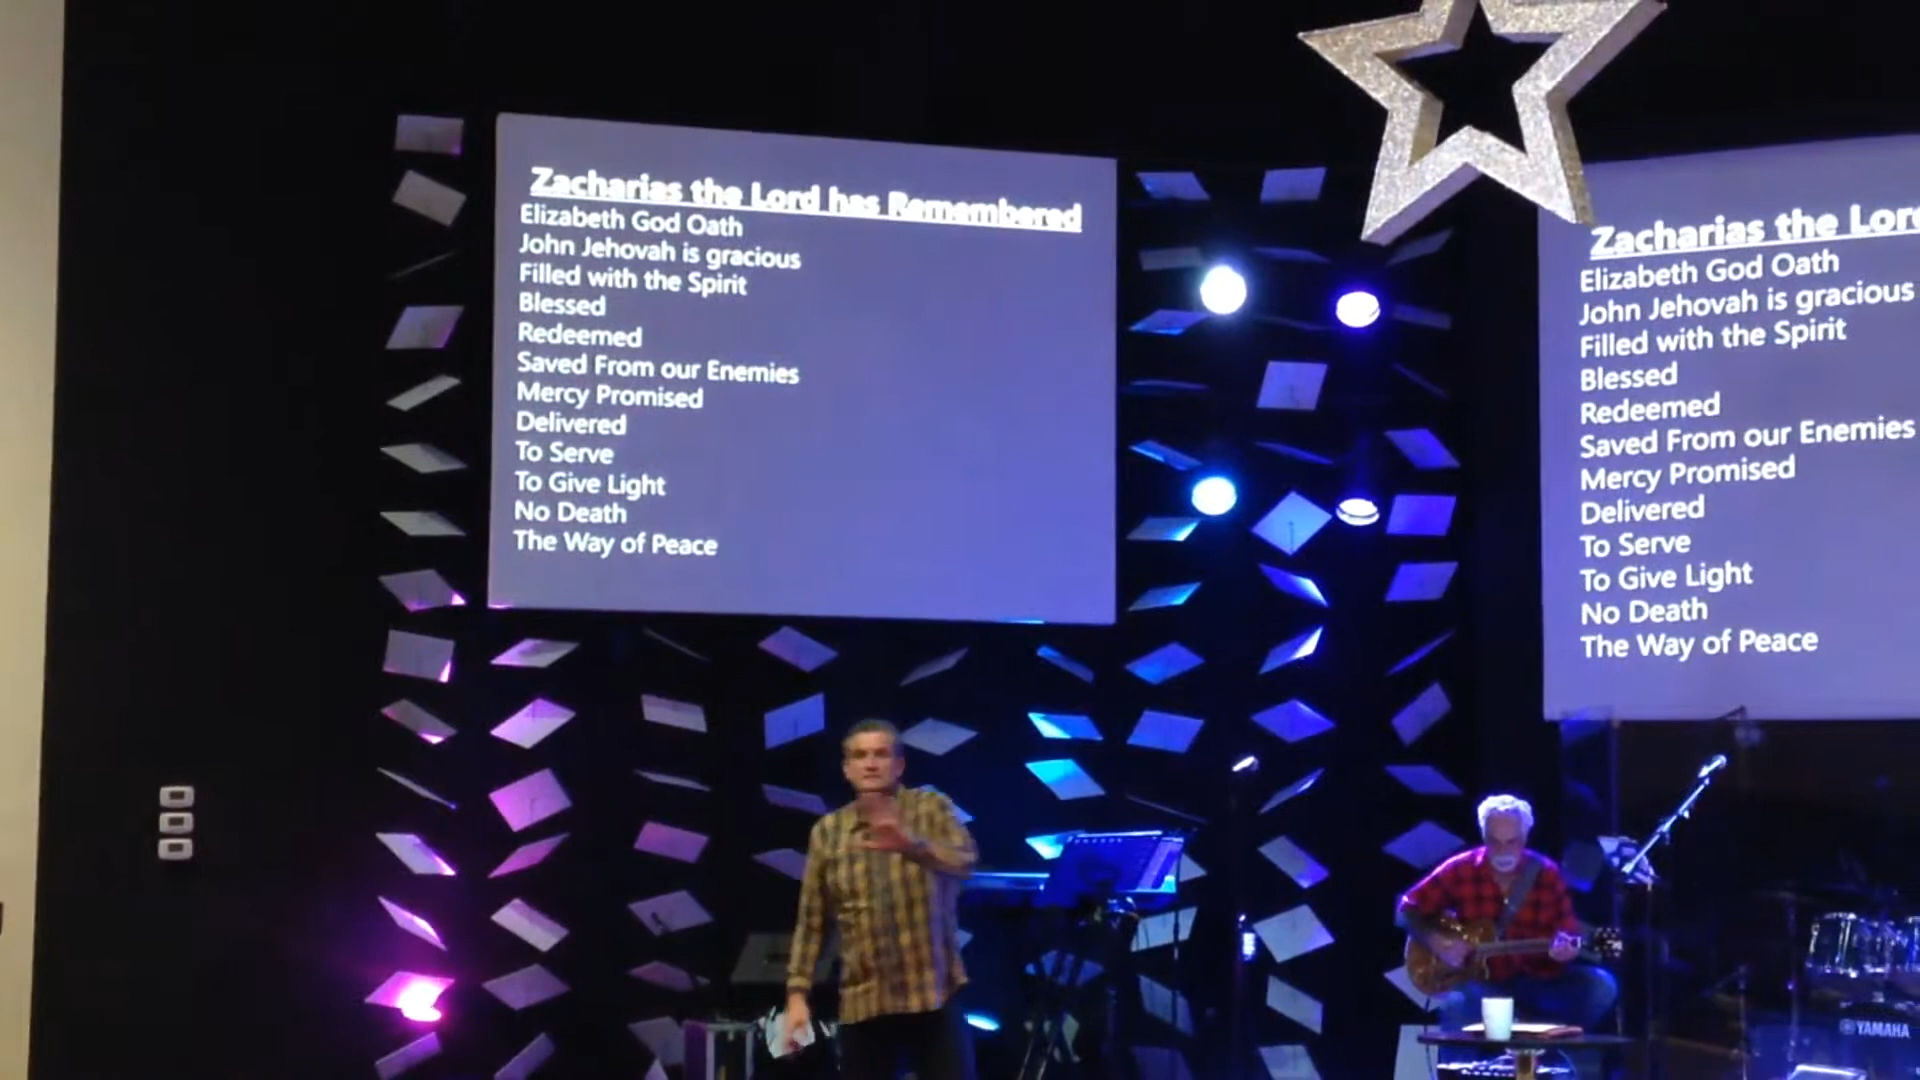 Zacharias the Lord has Remembered
Elizabeth God Oath
John Jehovah is gracious
Filled with the Spirit
Blessed
Redeemed
Saved From our Enemies
Mercy Promised
Delivered
To Serve
To Give Light
No Death
The Way of Peace
Zacharias the Lord
Elizabeth God Oath
John Jehovah is gracious
Filled with the Spirit
Blessed
Redeemed
Saved From our Enemies
Mercy Promised
Delivered
To Serve
To Give Light
No Death
The Way of Peace
YAMAHA